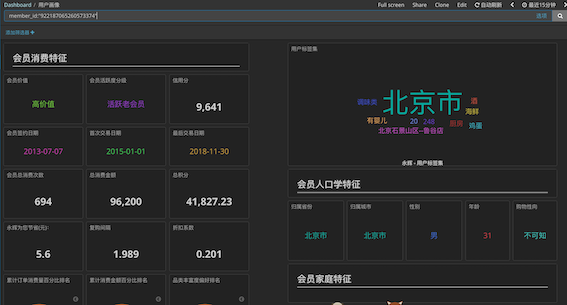 Dashboard / 用户画像
Full screen Share Clone Edit 自动刷新 最近15分钟
member_id:"922187065260573374"
选项
添加筛选器
会员消费特征
会员价值
高价值
会员活跃度分级
活跃老会员
信用分
9,641
会员签约日期
2013-07-07
首次交易日期
2015-01-01
最后交易日期
2018-11-30
会员总消费次数
694
总消费金额
96,200
总积分
41,827.23
永辉为您节省(元):
5.6
复购间隔
1.989
折扣系数
0.201
累计订单消费量百分比排名
累计消费金额百分比排名
品类丰富度偏好排名
用户标签集
调味类
北京市
酒
海鲜
有婴儿
20
248
厨房
鸡蛋
北京石景山区--鲁谷店
永辉 - 用户标签集
会员人口学特征
归属省份
北京市
归属城市
北京市
性别
男
年龄
31
购物性向
不可知
会员家庭特征